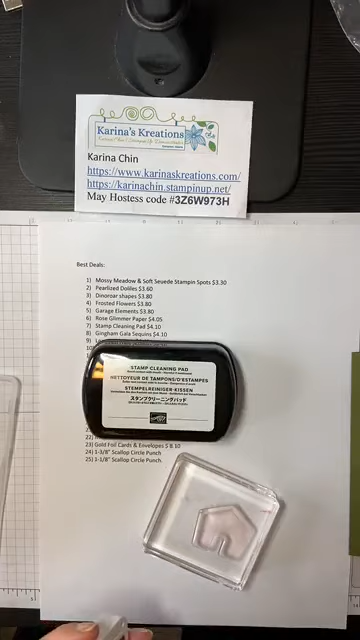 Karina's Kreations
Karina Chin
https://www.karinaskreations.com/
https://karinachin.stampinup.net/
May Hostess code #3Z6W973H
Best Deals:
1) Mossy Meadow & Soft Seuede Stampin Spots $3.30
2) Pearlized Doilies $3.60
3) Dinoroar shapes $3.80
4) Frosted Flowers $3.80
5) Garage Elements $3.80
6) Rose Glimmer Paper $4.05
7) Stamp Cleaning Pad $4.10
8) Gingham Gala Sequins $4.10
STAMP CLEANING PAD
NETTOYEUR DE TAMPONS/D'ESTAMPES
STEMPELREINIGER-KISSEN
スタンプクリーニングパッド
23) Gold Foil Cards & Envelopes $ 8.10
24) 1-3/8" Scallop Circle Punch
25) 1-1/8" Scallop Circle Punch